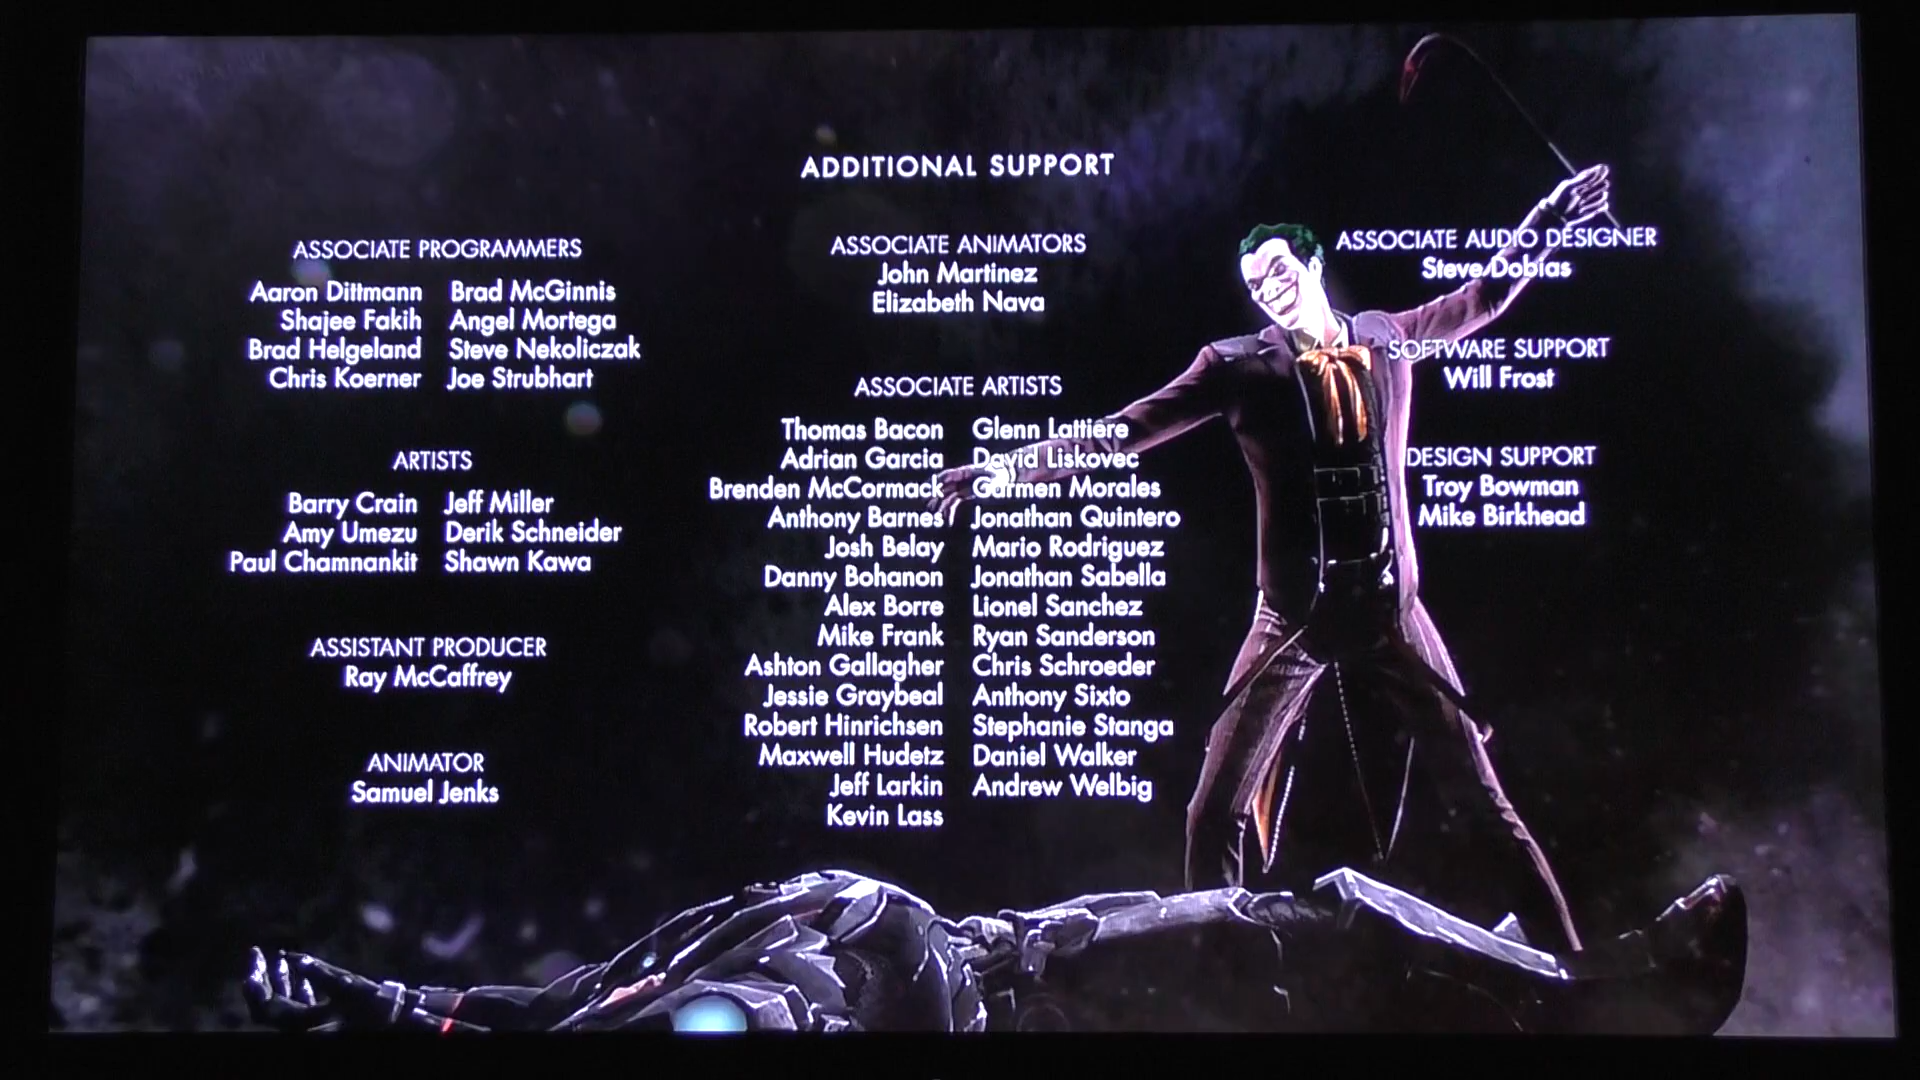 ADDITIONAL SUPPORT
ASSOCIATE PROGRAMMERS
Aaron Dittmann Brad McGinnis
Shajee Fakih Angel Mortega
Brad Helgeland Steve Nekoliczak
Chris Koerner Joe Strubhart
ARTISTS
Barry Crain Jeff Miller
Amy Umezu Derik Schneider
Paul Chamnankit Shawn Kawa
ASSISTANT PRODUCER
Ray McCaffrey
ANIMATOR
Samuel Jenks
ASSOCIATE ANIMATORS
John Martinez
Elizabeth Nava
ASSOCIATE ARTISTS
Thomas Bacon Glenn Lattiere
Adrian Garcia David Liskovec
Brenden McCormack Garmen Morales
Anthony Barnes Jonathan Quintero
Josh Belay Mario Rodriguez
Danny Bohanon Jonathan Sabella
Alex Borre Lionel Sanchez
Mike Frank Ryan Sanderson
Ashton Gallagher Chris Schroeder
Jessie Graybeal Anthony Sixto
Robert Hinrichsen Stephanie Stanga
Maxwell Hudetz Daniel Walker
Jeff Larkin Andrew Welbig
Kevin Lass
ASSOCIATE AUDIO DESIGNER
Steve Dobias
SOFTWARE SUPPORT
Will Frost
DESIGN SUPPORT
Troy Bowman
Mike Birkhead